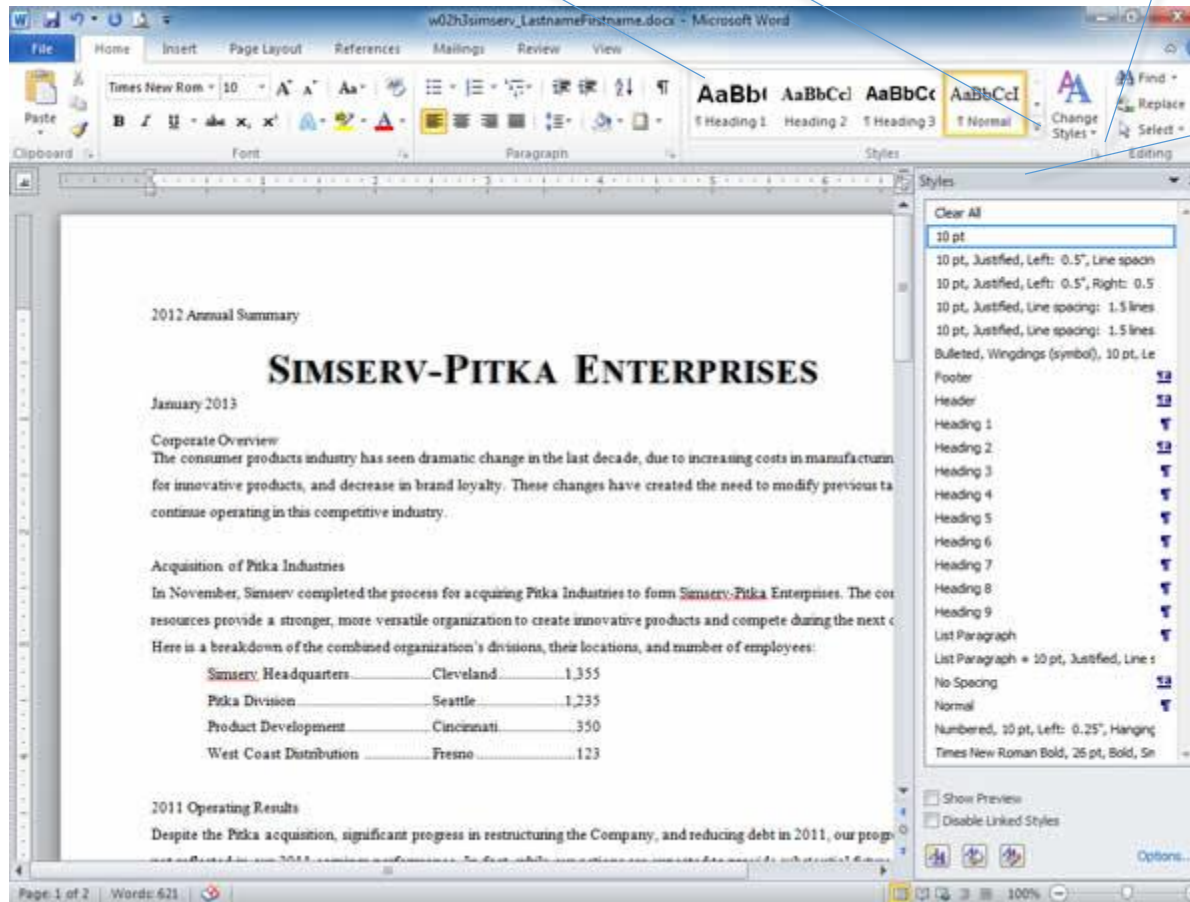 w02h3simserv_LastnameFirstname.docx - Microsoft Word
File Home Insert Page Layout References Mailings Review View
Times New Rom 10
Find
Replace
Select
Paste
AaBb AaBbCcI AaBbCc AaBbCcI
Change Styles
¶ Heading 1 Heading 2 ¶ Heading 3 ¶ Normal
Clipboard Font Paragraph Styles Editing
Styles
Clear All
10 pt
10 pt, Justified, Left: 0.5", Line spacin
10 pt, Justified, Left: 0.5", Right: 0.5
10 pt, Justified, Line spacing: 1.5 lines
10 pt, Justified, Line spacing: 1.5 lines
Bulleted, Wingdings (symbol), 10 pt, Le
Footer
Header
Heading 1
Heading 2
Heading 3
Heading 4
Heading 5
Heading 6
Heading 7
Heading 8
Heading 9
List Paragraph
List Paragraph + 10 pt, Justified, Line s
No Spacing
Normal
Numbered, 10 pt, Left: 0.25", Hanging
Times New Roman Bold, 26 pt, Bold, Sn
Show Preview
Disable Linked Styles
Options...
2012 Annual Summary
SIMSERV-PITKA ENTERPRISES
January 2013
Corporate Overview
The consumer products industry has seen dramatic change in the last decade, due to increasing costs in manufacturin
for innovative products, and decrease in brand loyalty. These changes have created the need to modify previous ta
continue operating in this competitive industry.
Acquisition of Pitka Industries
In November, Simserv completed the process for acquiring Pitka Industries to form Simserv-Pitka Enterprises. The co
resources provide a stronger, more versatile organization to create innovative products and compete during the next
Here is a breakdown of the combined organization's divisions, their locations, and number of employees:
Simserv Headquarters Cleveland 1,355
Pitka Division Seattle 1,235
Product Development Cincinnati 350
West Coast Distribution Fresno 123
2011 Operating Results
Despite the Pitka acquisition, significant progress in restructuring the Company, and reducing debt in 2011, our progr
Page: 1 of 2 Words: 621 100%